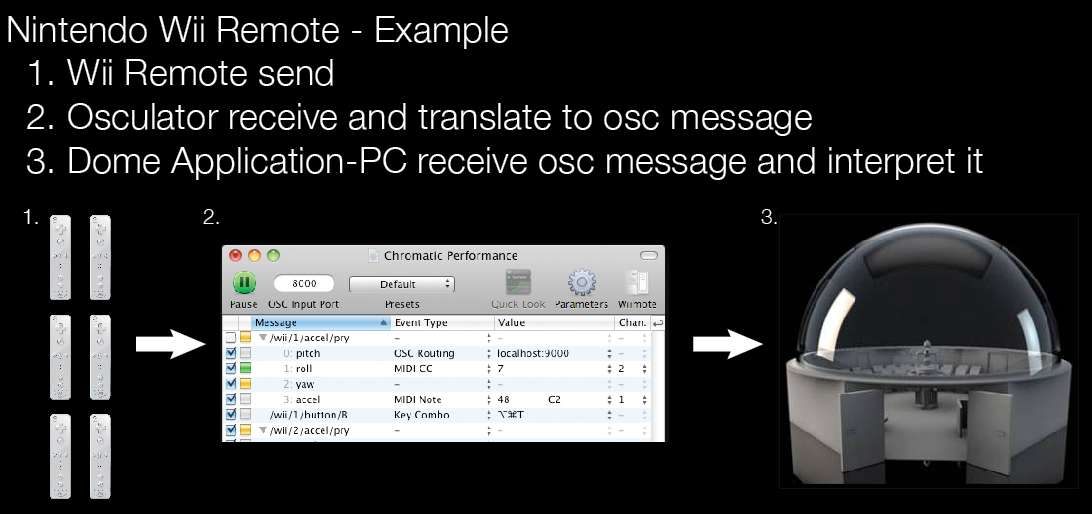 Nintendo Wii Remote - Example
1. Wii Remote send
2. Osculator receive and translate to osc message
3. Dome Application-PC receive osc message and interpret it
1.
2.
3.
Chromatic Performance
8000 Default
Pause OSC Input Port Presets Quick Look Parameters Wiimote
Message Event Type Value Chan.
/wii/1/accel/pry – – –
0: pitch OSC Routing localhost:9000 –
1: roll MIDI CC 7 2
2: yaw – – –
3: accel MIDI Note 48 C2 1
/wii/1/button/B Key Combo ⌥⌘T –
/wii/2/accel/pry – – –